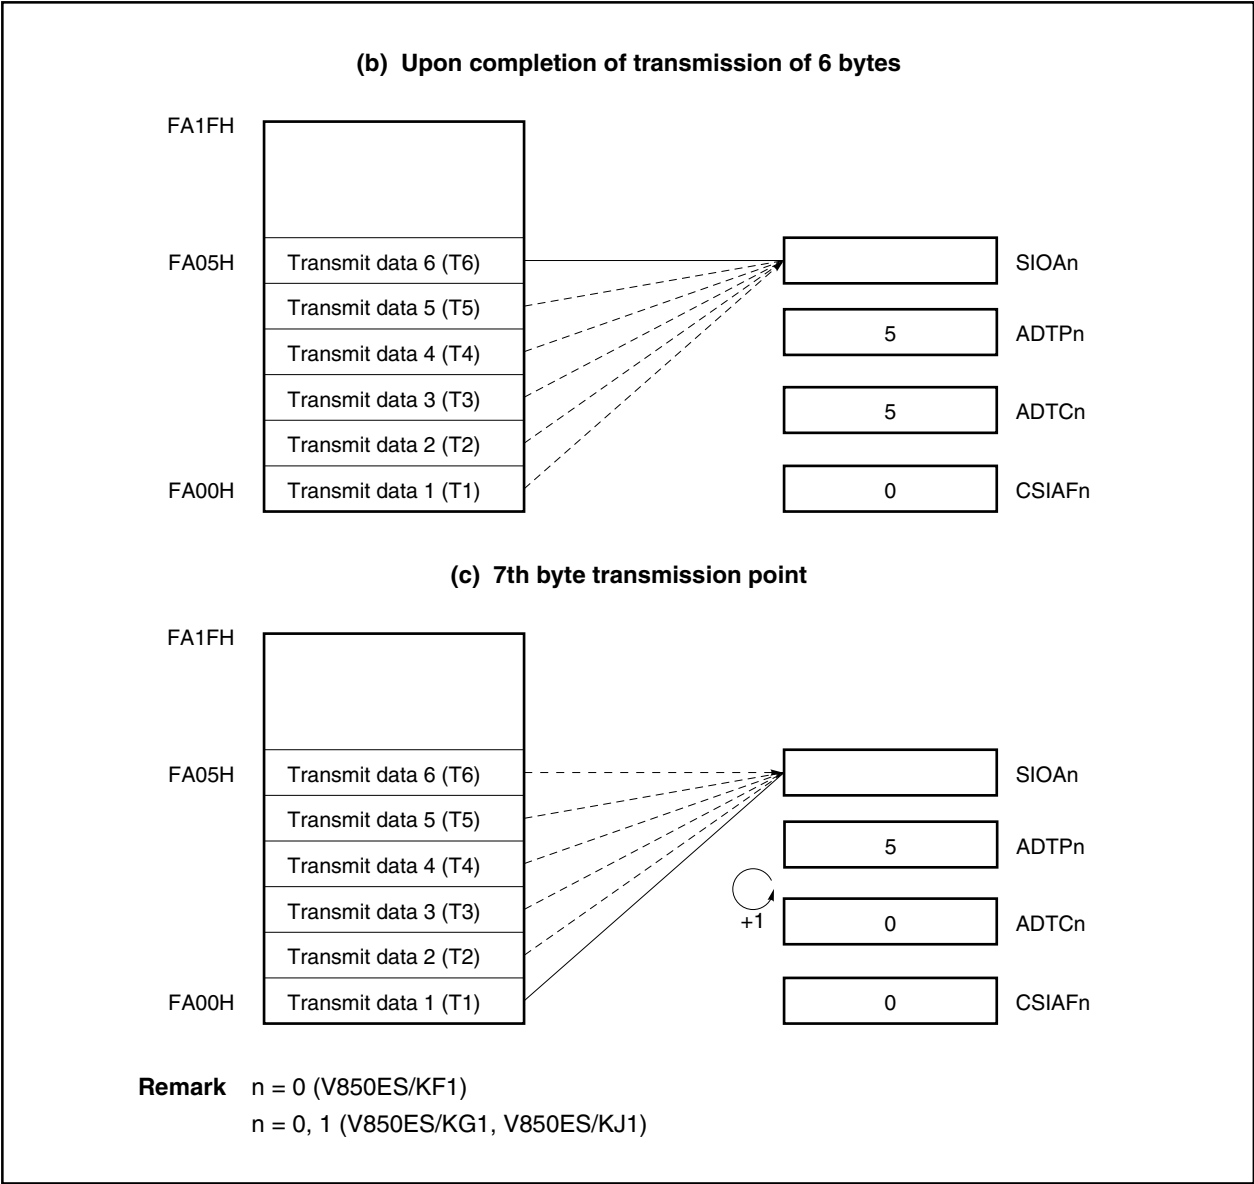 (b) Upon completion of transmission of 6 bytes
FA1FH
FA05H
Transmit data 6 (T6)
SIOAn
Transmit data 5 (T5)
5
ADTPn
Transmit data 4 (T4)
Transmit data 3 (T3)
5
ADTCn
Transmit data 2 (T2)
FA00H
Transmit data 1 (T1)
0
CSIAFn
(c) 7th byte transmission point
FA1FH
FA05H
Transmit data 6 (T6)
SIOAn
Transmit data 5 (T5)
5
ADTPn
Transmit data 4 (T4)
Transmit data 3 (T3)
+1
0
ADTCn
Transmit data 2 (T2)
FA00H
Transmit data 1 (T1)
0
CSIAFn
Remark n = 0 (V850ES/KF1)
n = 0, 1 (V850ES/KG1, V850ES/KJ1)